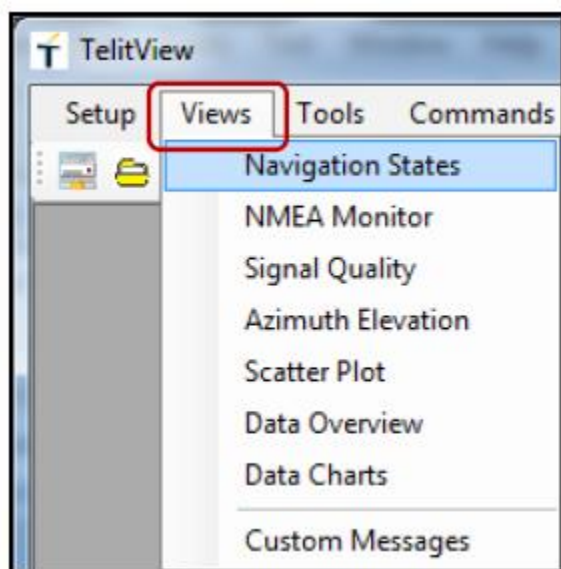 TelitView
Setup Views Tools Commands
Navigation States
NMEA Monitor
Signal Quality
Azimuth Elevation
Scatter Plot
Data Overview
Data Charts
Custom Messages